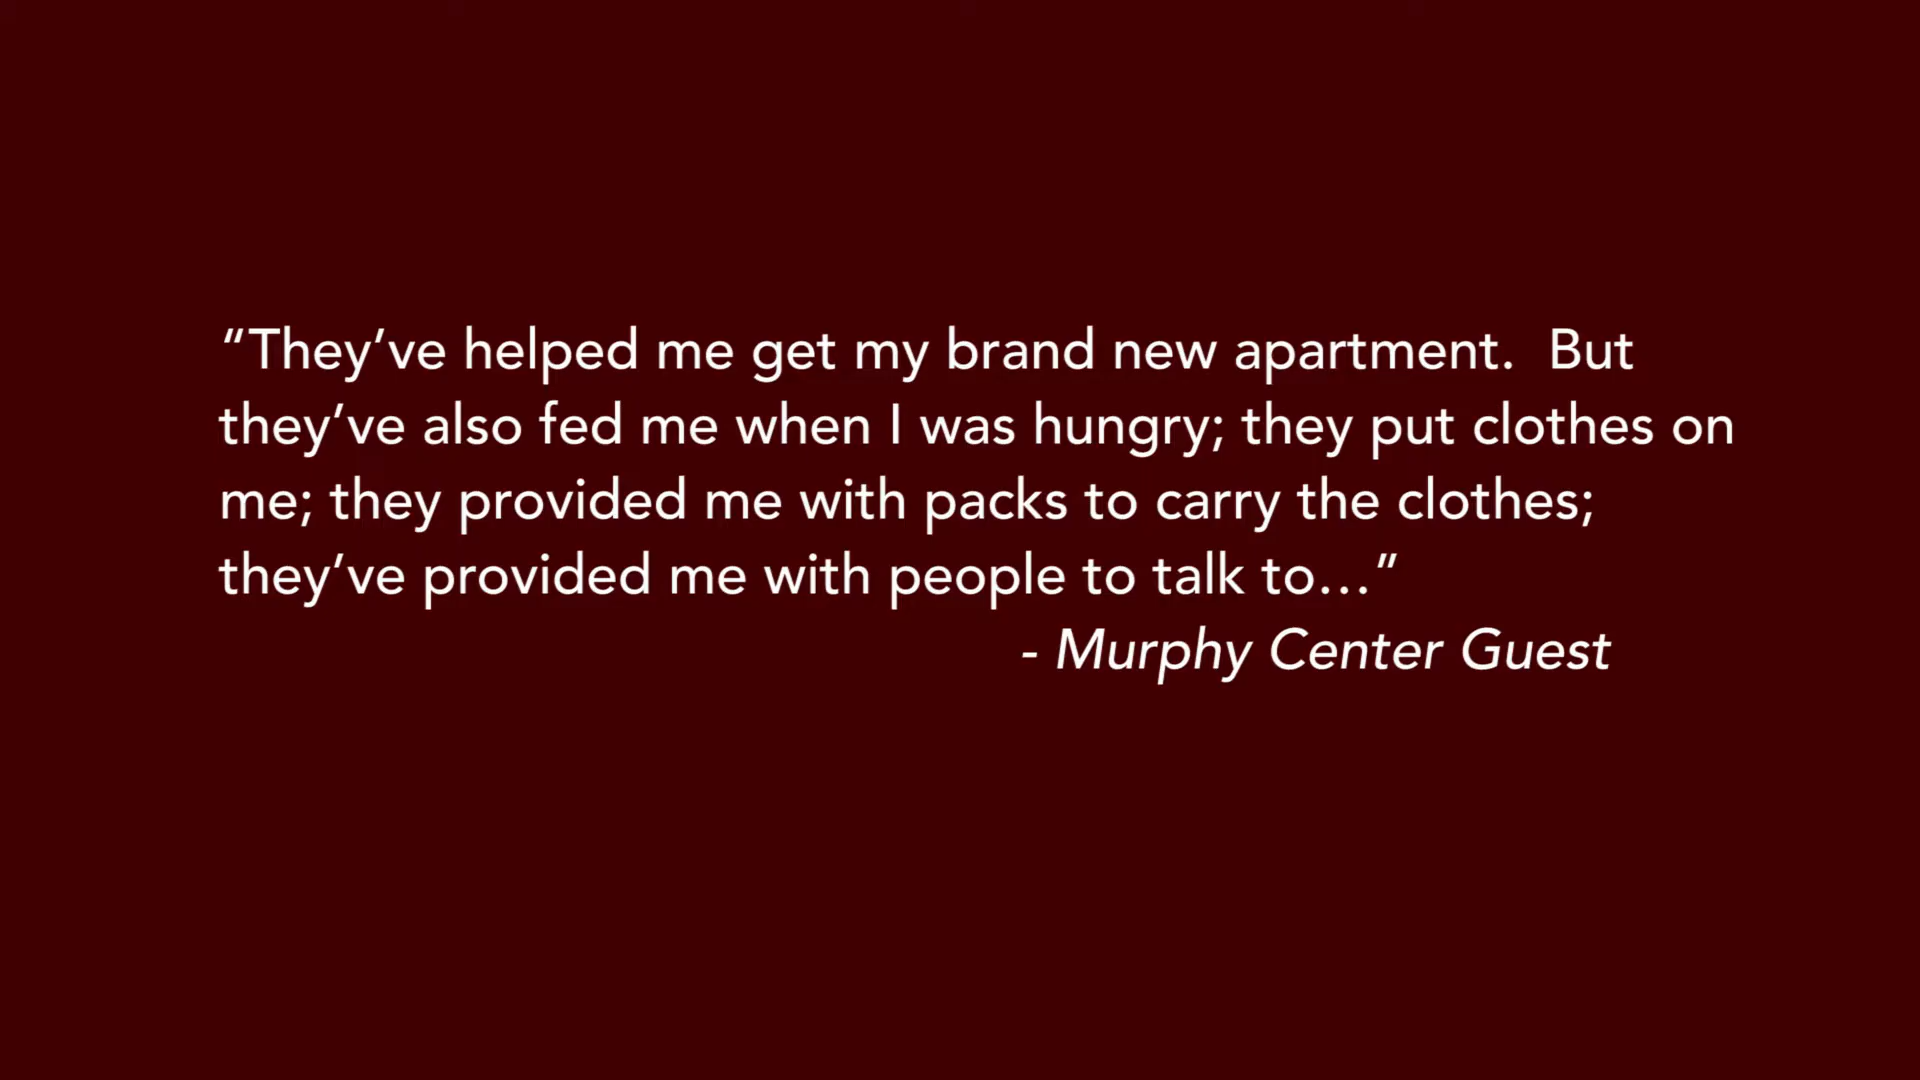 “They’ve helped me get my brand new apartment.  But
they’ve also fed me when I was hungry; they put clothes on
me; they provided me with packs to carry the clothes;
they’ve provided me with people to talk to…”
- Murphy Center Guest